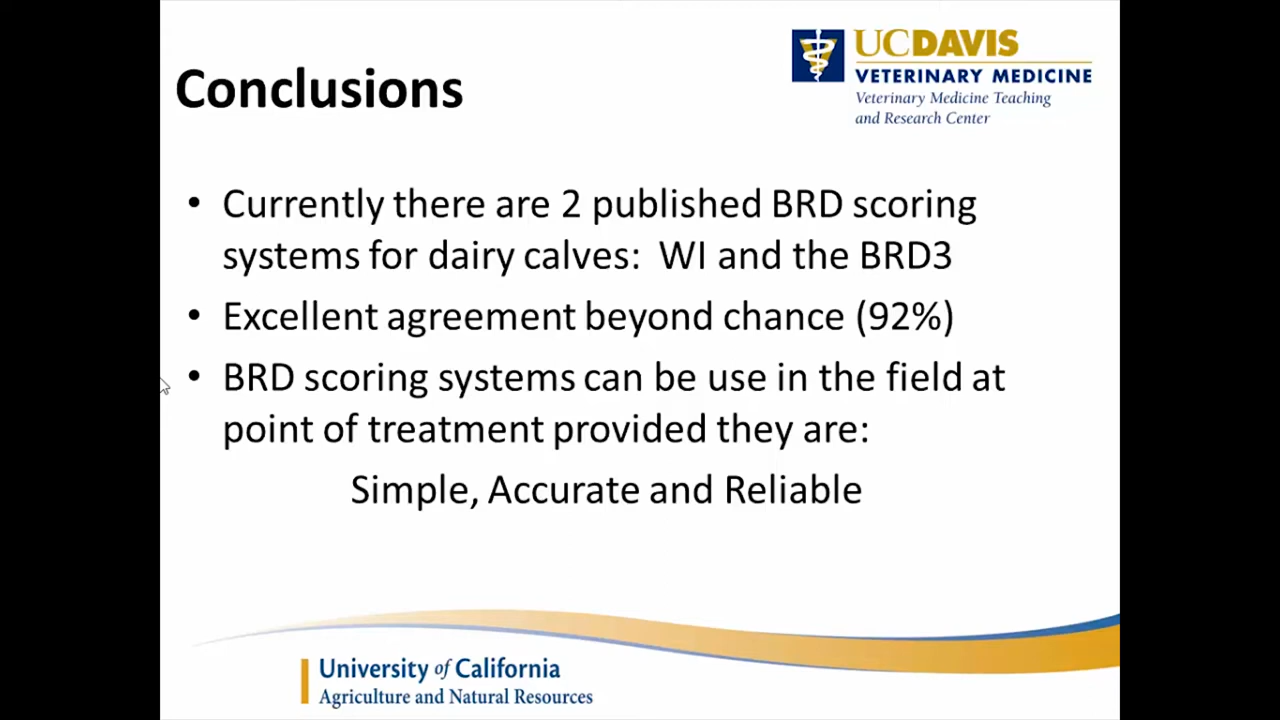 Conclusions
UCDAVIS
VETERINARY MEDICINE
Veterinary Medicine Teaching
and Research Center
• Currently there are 2 published BRD scoring
systems for dairy calves: WI and the BRD3
• Excellent agreement beyond chance (92%)
• BRD scoring systems can be use in the field at
point of treatment provided they are:
Simple, Accurate and Reliable
University of California
Agriculture and Natural Resources